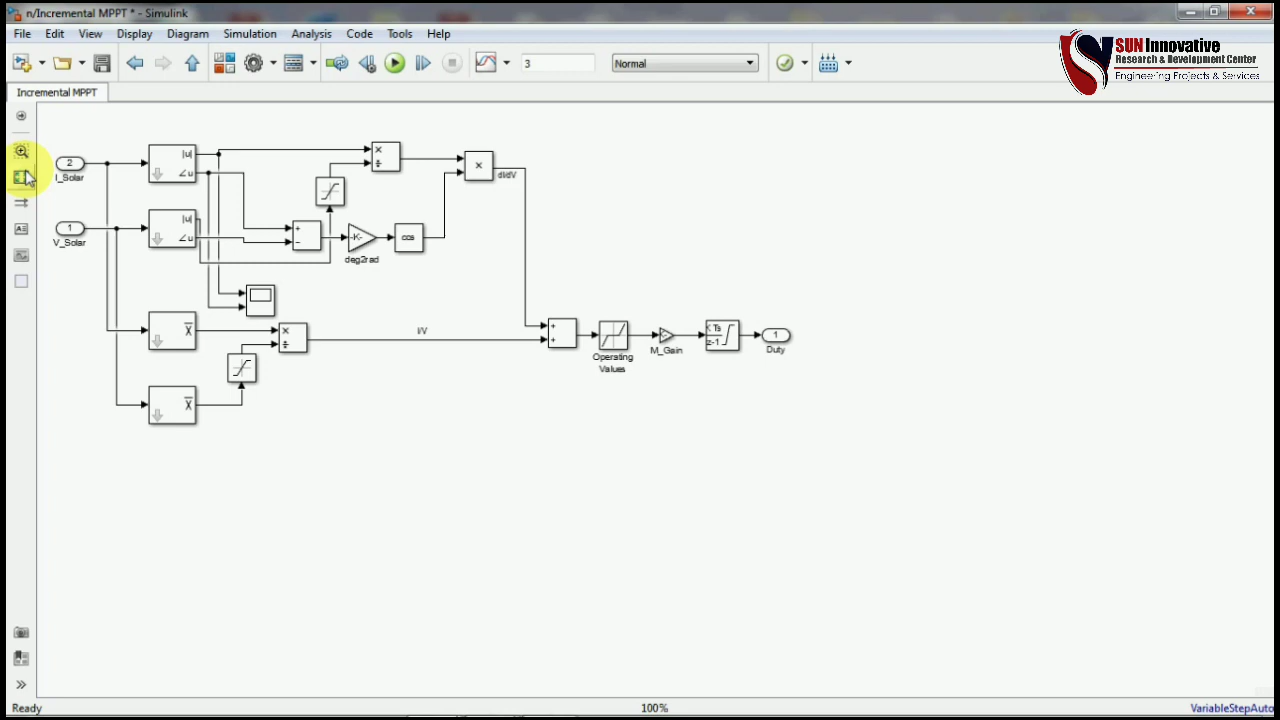 n/Incremental MPPT * - Simulink
File Edit View Display Diagram Simulation Analysis Code Tools Help
3 Normal
SUN Innovative
Research & Development Center
Engineering Projects & Services
Incremental MPPT
2
I_Solar
|u|
∠u
×
÷
×
dI/dV
1
V_Solar
|u|
∠u
+
−
-K-
deg2rad
cos
x
×
÷
I/V
+
+
Operating
Values
M_Gain
K Ts
z-1
1
Duty
x
Ready 100% VariableStepAuto